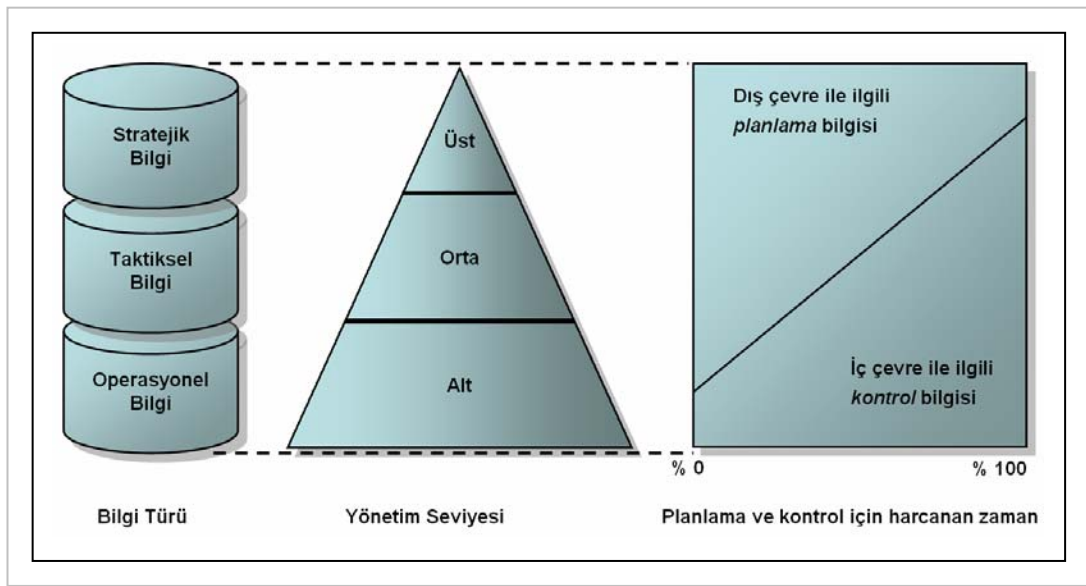 Stratejik
Bilgi
Taktiksel
Bilgi
Operasyonel
Bilgi
Üst
Orta
Alt
Dış çevre ile ilgili
planlama bilgisi
İç çevre ile ilgili
kontrol bilgisi
% 0
% 100
Bilgi Türü
Yönetim Seviyesi
Planlama ve kontrol için harcanan zaman